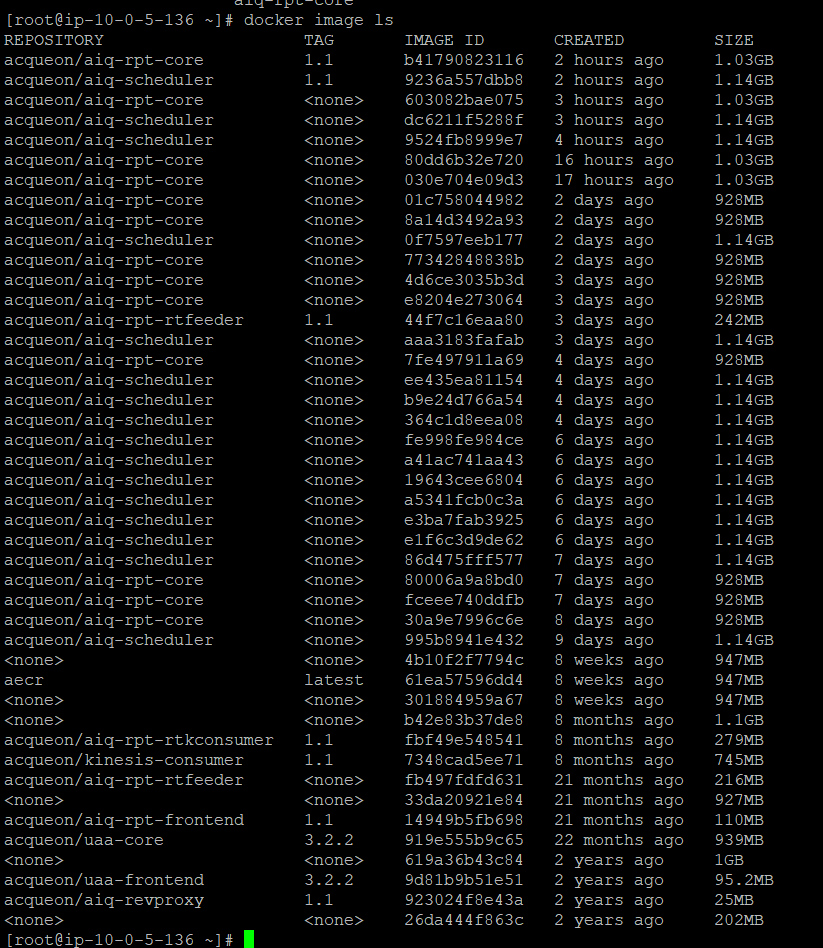 aiq-rpt-core
[root@ip-10-0-5-136 ~]# docker image ls
REPOSITORY TAG IMAGE ID CREATED SIZE
acqueon/aiq-rpt-core 1.1 b41790823116 2 hours ago 1.03GB
acqueon/aiq-scheduler 1.1 9236a557dbb8 2 hours ago 1.14GB
acqueon/aiq-rpt-core <none> 603082bae075 3 hours ago 1.03GB
acqueon/aiq-scheduler <none> dc6211f5288f 3 hours ago 1.14GB
acqueon/aiq-scheduler <none> 9524fb8999e7 4 hours ago 1.14GB
acqueon/aiq-rpt-core <none> 80dd6b32e720 16 hours ago 1.03GB
acqueon/aiq-rpt-core <none> 030e704e09d3 17 hours ago 1.03GB
acqueon/aiq-rpt-core <none> 01c758044982 2 days ago 928MB
acqueon/aiq-rpt-core <none> 8a14d3492a93 2 days ago 928MB
acqueon/aiq-scheduler <none> 0f7597eeb177 2 days ago 1.14GB
acqueon/aiq-rpt-core <none> 77342848838b 2 days ago 928MB
acqueon/aiq-rpt-core <none> 4d6ce3035b3d 3 days ago 928MB
acqueon/aiq-rpt-core <none> e8204e273064 3 days ago 928MB
acqueon/aiq-rpt-rtfeeder 1.1 44f7c16eaa80 3 days ago 242MB
acqueon/aiq-scheduler <none> aaa3183fafab 3 days ago 1.14GB
acqueon/aiq-rpt-core <none> 7fe497911a69 4 days ago 928MB
acqueon/aiq-scheduler <none> ee435ea81154 4 days ago 1.14GB
acqueon/aiq-scheduler <none> b9e24d766a54 4 days ago 1.14GB
acqueon/aiq-scheduler <none> 364c1d8eea08 4 days ago 1.14GB
acqueon/aiq-scheduler <none> fe998fe984ce 6 days ago 1.14GB
acqueon/aiq-scheduler <none> a41ac741aa43 6 days ago 1.14GB
acqueon/aiq-scheduler <none> 19643cee6804 6 days ago 1.14GB
acqueon/aiq-scheduler <none> a5341fcb0c3a 6 days ago 1.14GB
acqueon/aiq-scheduler <none> e3ba7fab3925 6 days ago 1.14GB
acqueon/aiq-scheduler <none> e1f6c3d9de62 6 days ago 1.14GB
acqueon/aiq-scheduler <none> 86d475fff577 7 days ago 1.14GB
acqueon/aiq-rpt-core <none> 80006a9a8bd0 7 days ago 928MB
acqueon/aiq-rpt-core <none> fceee740ddfb 7 days ago 928MB
acqueon/aiq-rpt-core <none> 30a9e7996c6e 8 days ago 928MB
acqueon/aiq-scheduler <none> 995b8941e432 9 days ago 1.14GB
<none> <none> 4b10f2f7794c 8 weeks ago 947MB
aecr latest 61ea57596dd4 8 weeks ago 947MB
<none> <none> 301884959a67 8 weeks ago 947MB
<none> <none> b42e83b37de8 8 months ago 1.1GB
acqueon/aiq-rpt-rtkconsumer 1.1 fbf49e548541 8 months ago 279MB
acqueon/kinesis-consumer 1.1 7348cad5ee71 8 months ago 745MB
acqueon/aiq-rpt-rtfeeder <none> fb497fdfd631 21 months ago 216MB
<none> <none> 33da20921e84 21 months ago 927MB
acqueon/aiq-rpt-frontend 1.1 14949b5fb698 21 months ago 110MB
acqueon/uaa-core 3.2.2 919e555b9c65 22 months ago 939MB
<none> <none> 619a36b43c84 2 years ago 1GB
acqueon/uaa-frontend 3.2.2 9d81b9b51e51 2 years ago 95.2MB
acqueon/aiq-revproxy 1.1 923024f8e43a 2 years ago 25MB
<none> <none> 26da444f863c 2 years ago 202MB
[root@ip-10-0-5-136 ~]#